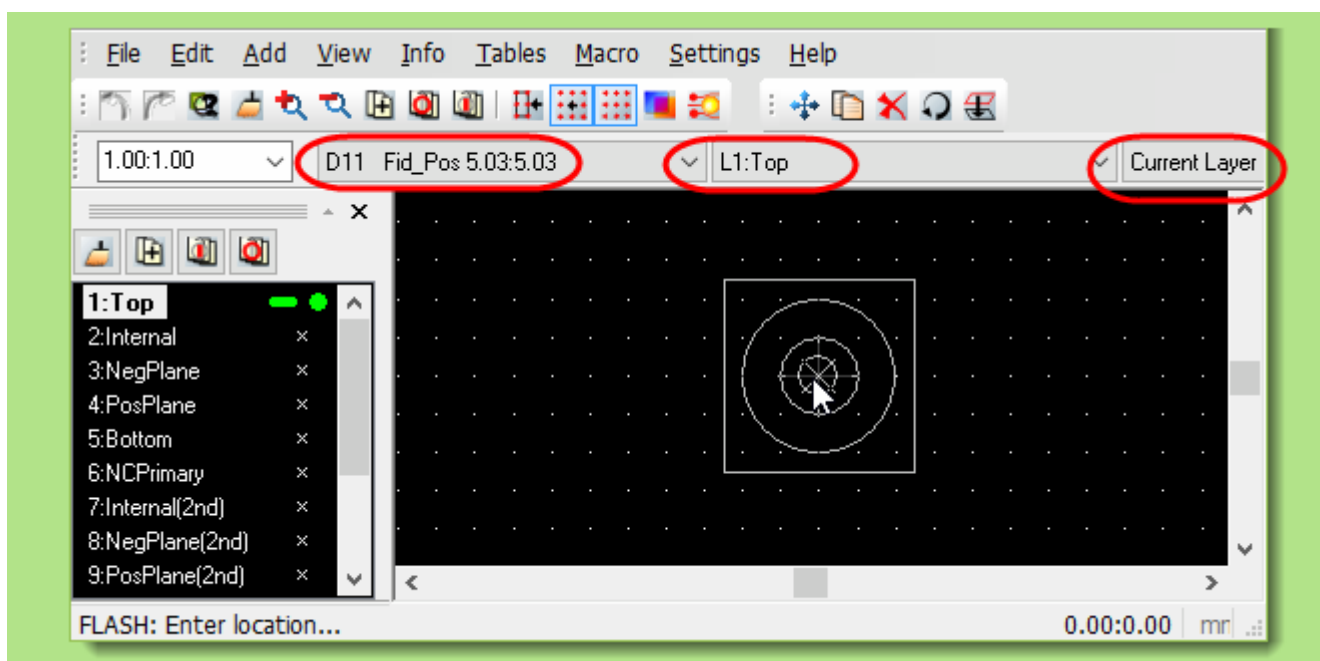 File Edit Add View Info Tables Macro Settings Help
1.00:1.00 D11 Fid_Pos 5.03:5.03 L1:Top Current Layer
1:Top
2:Internal
3:NegPlane
4:PosPlane
5:Bottom
6:NCPrimary
7:Internal(2nd)
8:NegPlane(2nd)
9:PosPlane(2nd)
FLASH: Enter location... 0.00:0.00